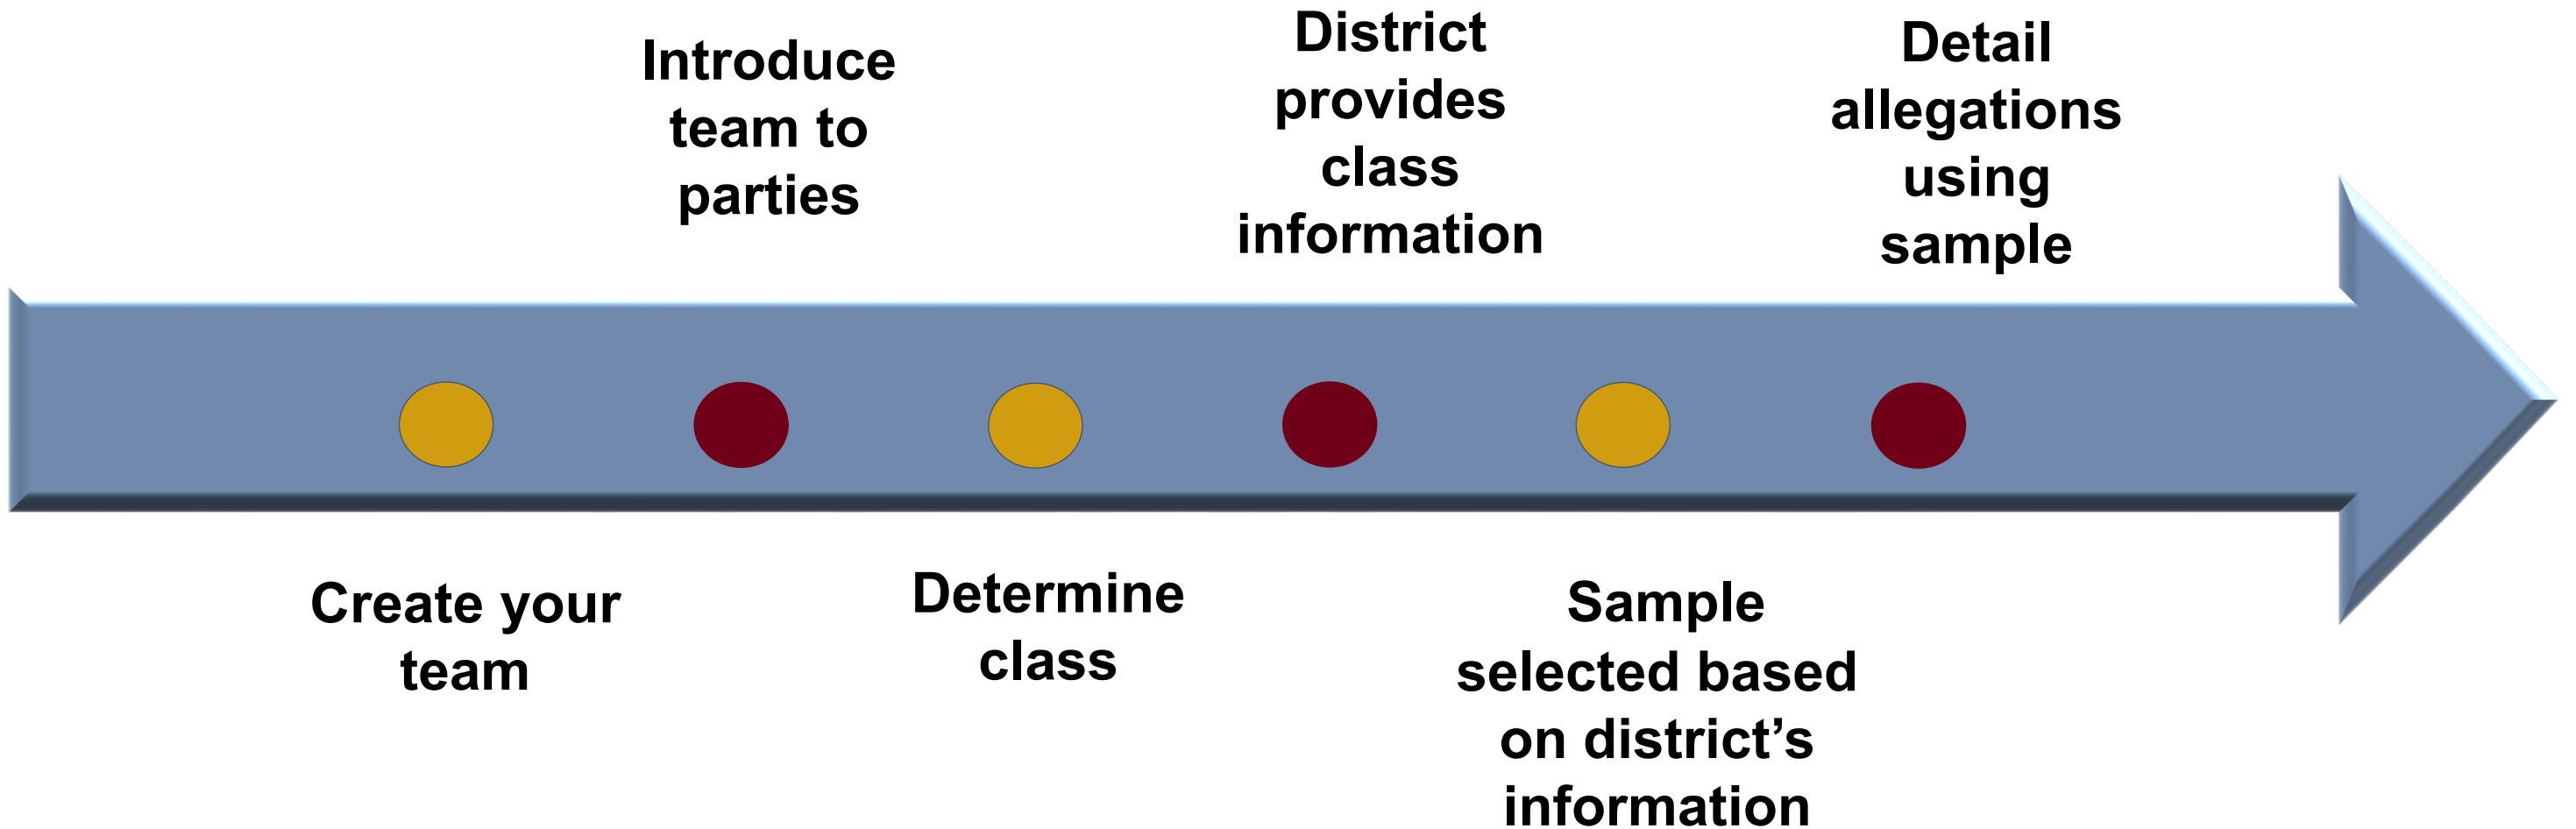 Introduce
team to
parties
District
provides
class
information
Detail
allegations
using
sample
Create your
team
Determine
class
Sample
selected based
on district’s
information